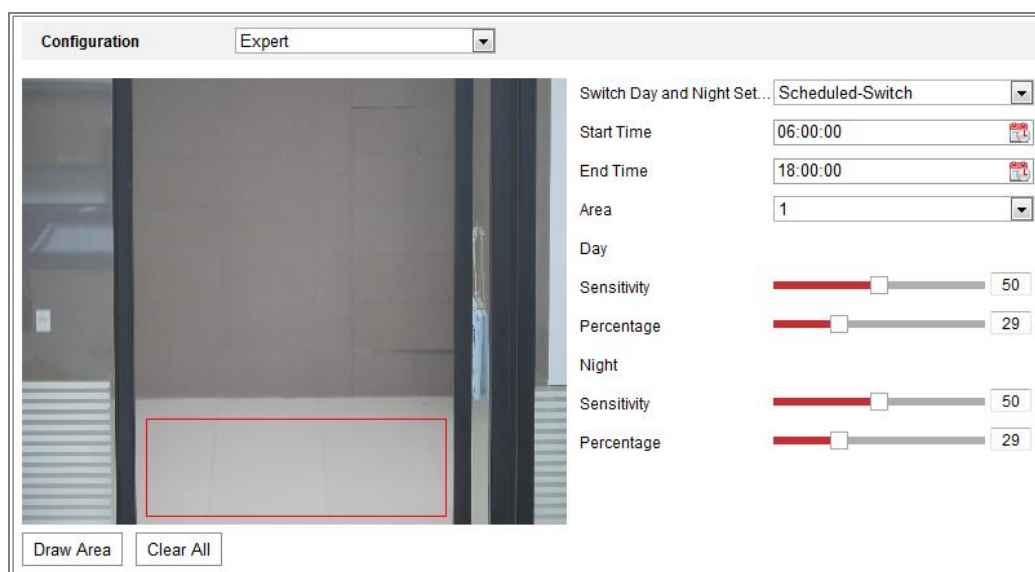 Configuration Expert
Switch Day and Night Set... Scheduled-Switch
Start Time 06:00:00
End Time 18:00:00
Area 1
Day
Sensitivity 50
Percentage 29
Night
Sensitivity 50
Percentage 29
Draw Area Clear All